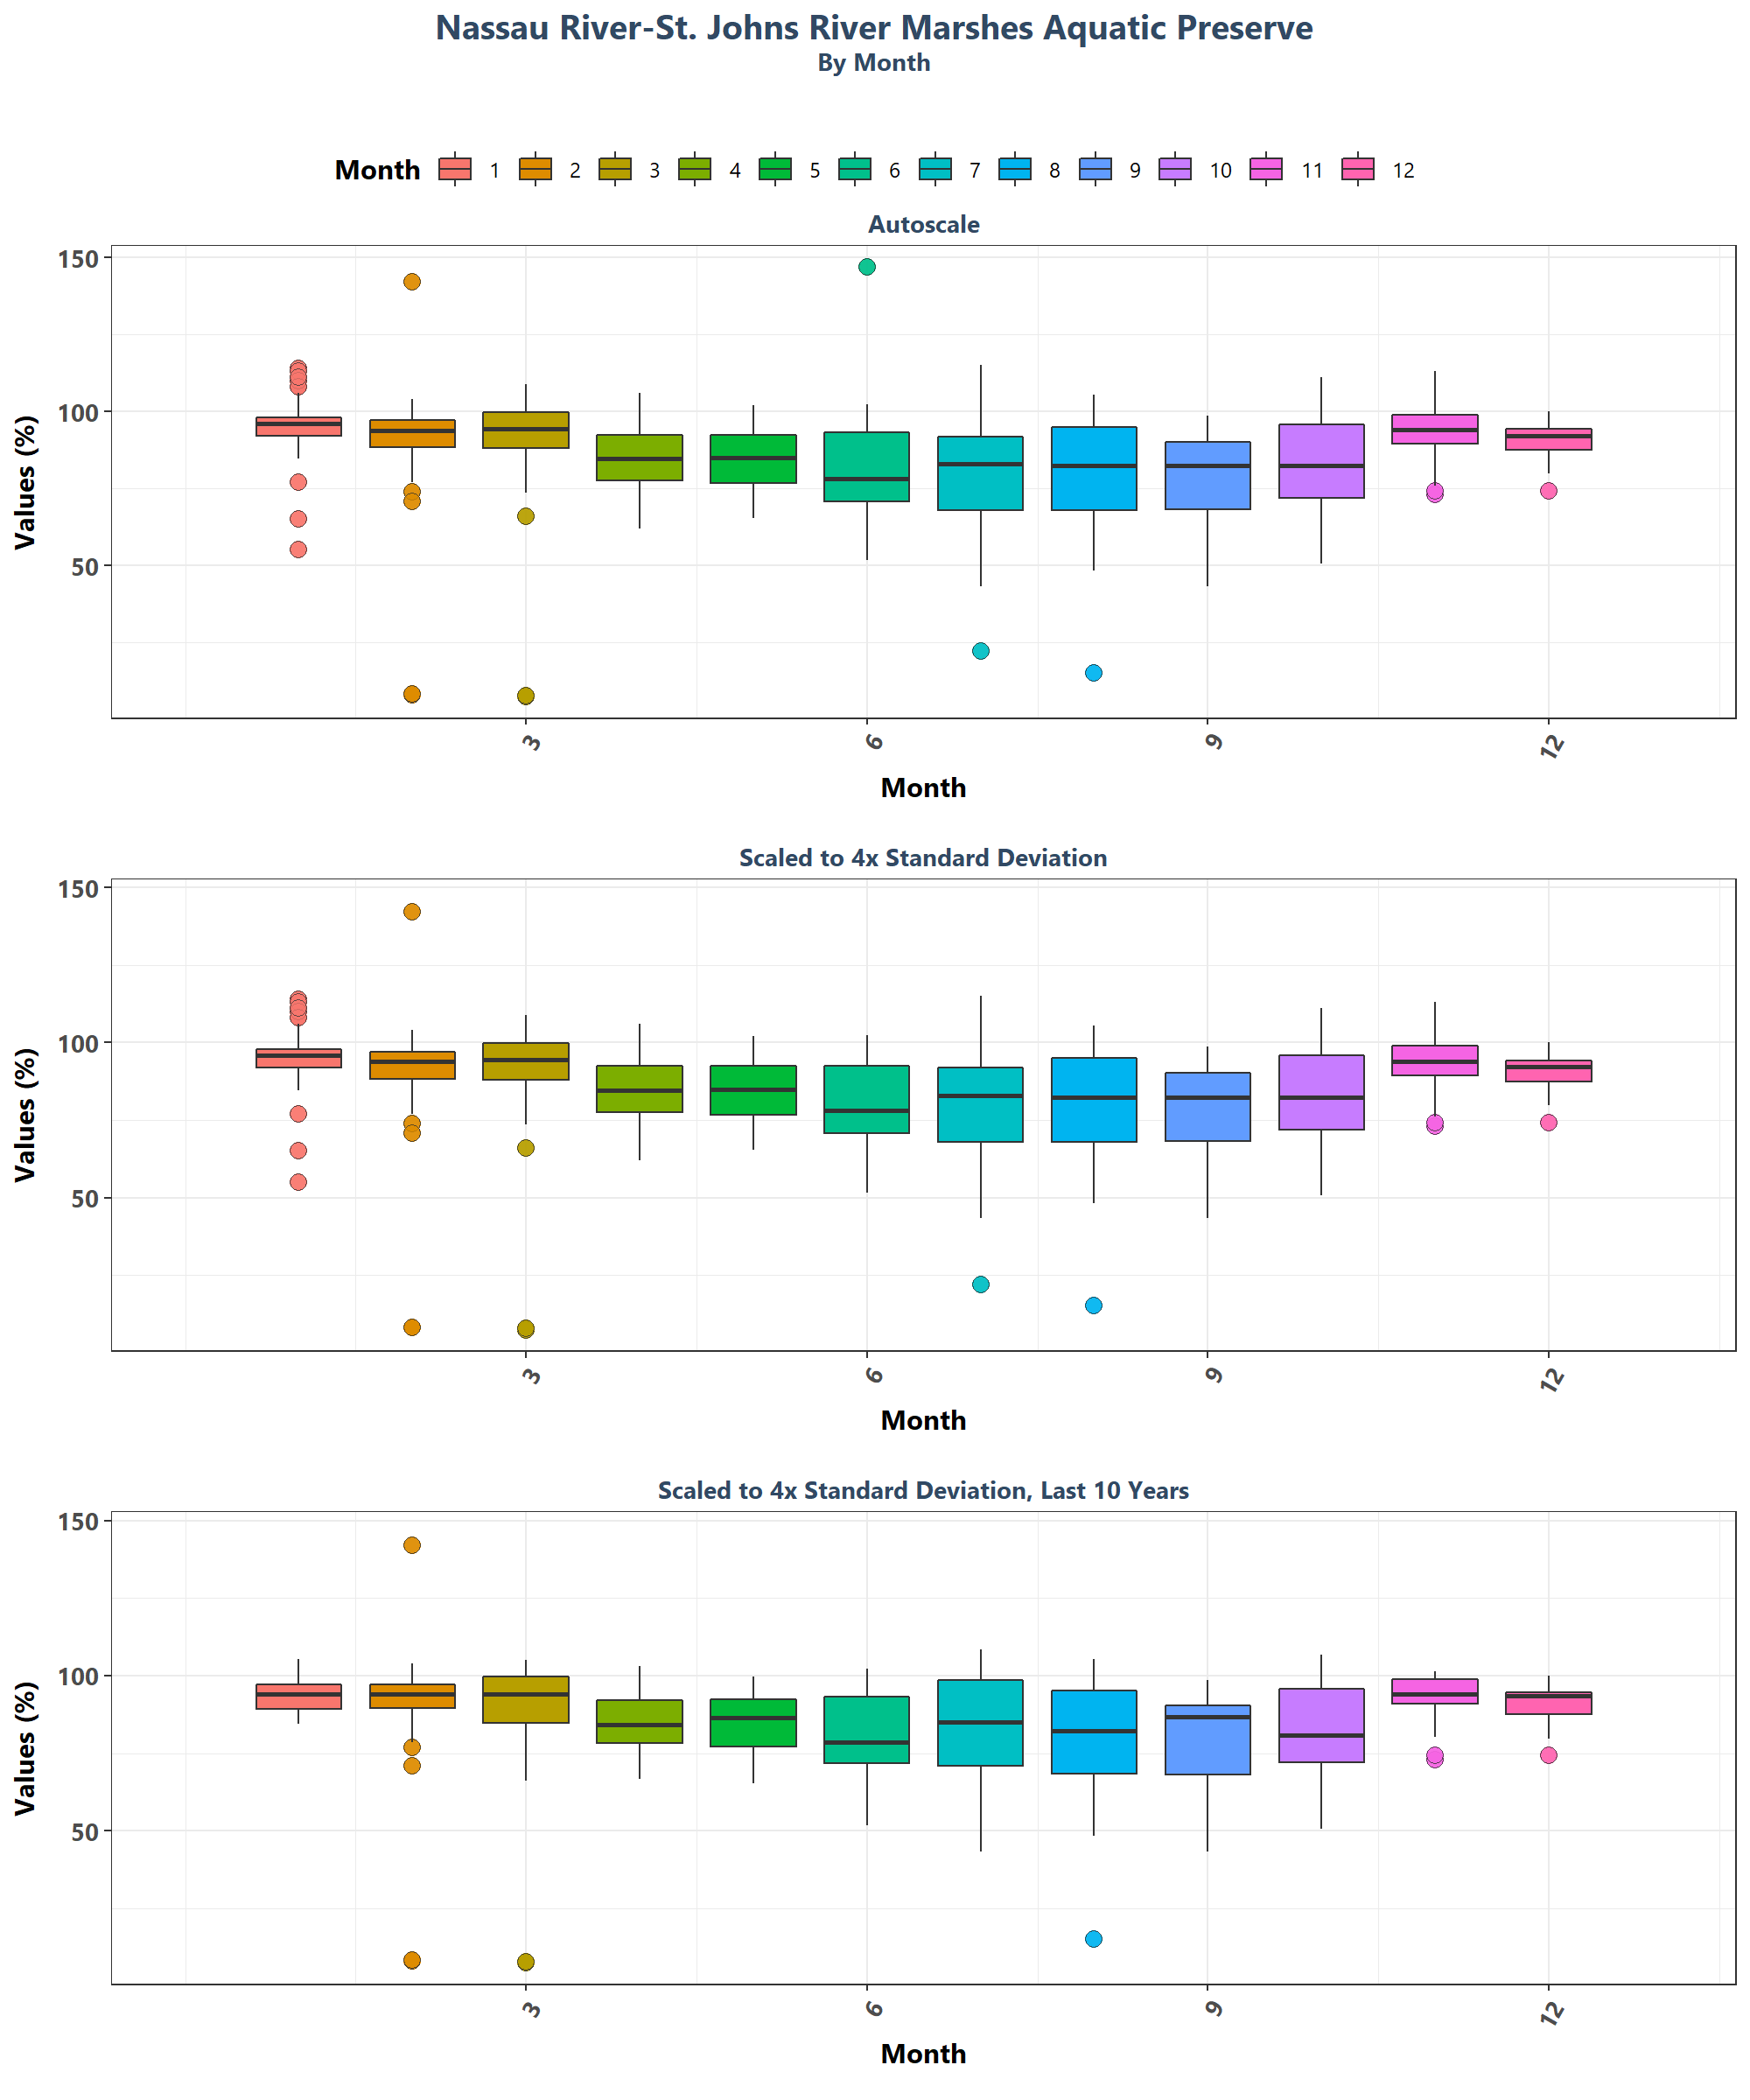 Nassau River-St. Johns River Marshes Aquatic Preserve
By Month
Month 1 2 3 4 5 6 7 8 9 10 11 12
Autoscale
Values (%)
150
100
50
3 6 9 12
Month
Scaled to 4x Standard Deviation
Values (%)
150
100
50
3 6 9 12
Month
Scaled to 4x Standard Deviation, Last 10 Years
Values (%)
150
100
50
3 6 9 12
Month